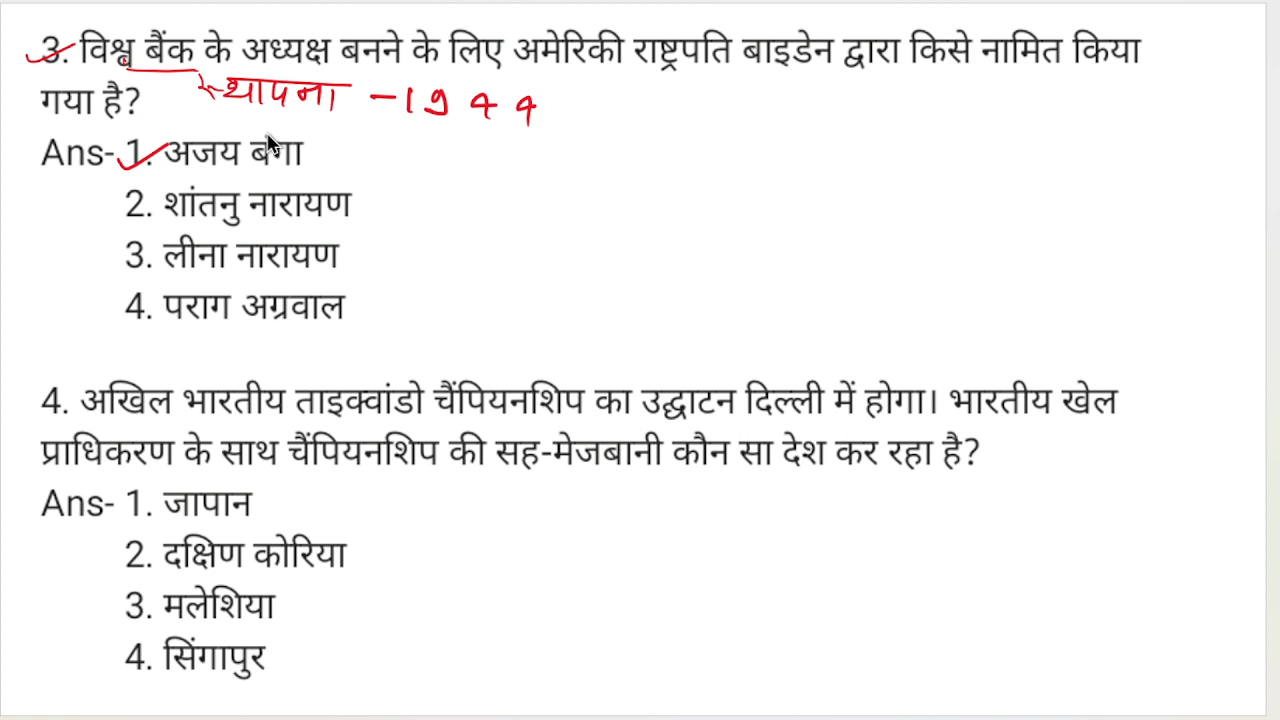 3. विश्व बैंक के अध्यक्ष बनने के लिए अमेरिकी राष्ट्रपति बाइडेन द्वारा किसे नामित किया
गया है? स्थापना - 1944
Ans- 1. अजय बंगा
2. शांतनु नारायण
3. लीना नारायण
4. पराग अग्रवाल
4. अखिल भारतीय ताइक्वांडो चैंपियनशिप का उद्घाटन दिल्ली में होगा। भारतीय खेल
प्राधिकरण के साथ चैंपियनशिप की सह-मेजबानी कौन सा देश कर रहा है?
Ans- 1. जापान
2. दक्षिण कोरिया
3. मलेशिया
4. सिंगापुर